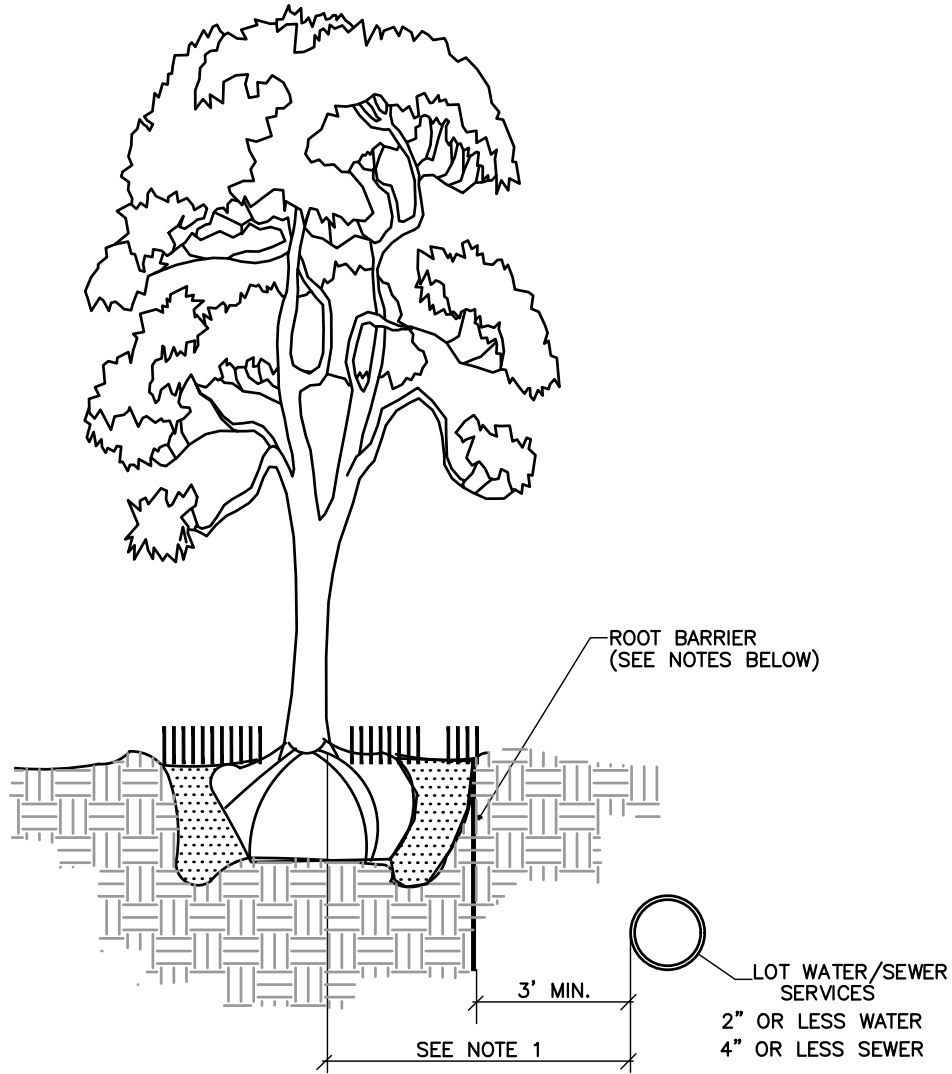 ROOT BARRIER
(SEE NOTES BELOW)
LOT WATER/SEWER
SERVICES
2" OR LESS WATER
4" OR LESS SEWER
3' MIN.
SEE NOTE 1